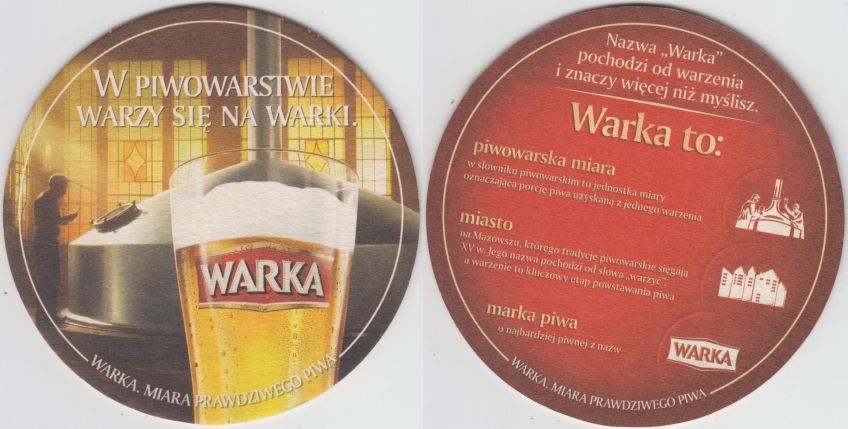 W PIWOWARSTWIE
WARZY SIĘ NA WARKI.
WARKA
WARKA. MIARA PRAWDZIWEGO PIWA
Nazwa „Warka”
pochodzi od warzenia
i znaczy więcej niż myślisz.
Warka to:
piwowarska miara
w słowniku piwowarskim to jednostka miary
oznaczająca porcję piwa uzyskaną z jednego warzenia
miasto
na Mazowszu, którego tradycje piwowarskie sięgają
XV w. Jego nazwa pochodzi od słowa „warzyć”,
a warzenie to kluczowy etap powstawania piwa
marka piwa
o najbardziej piwnej z nazw
WARKA
WARKA. MIARA PRAWDZIWEGO PIWA